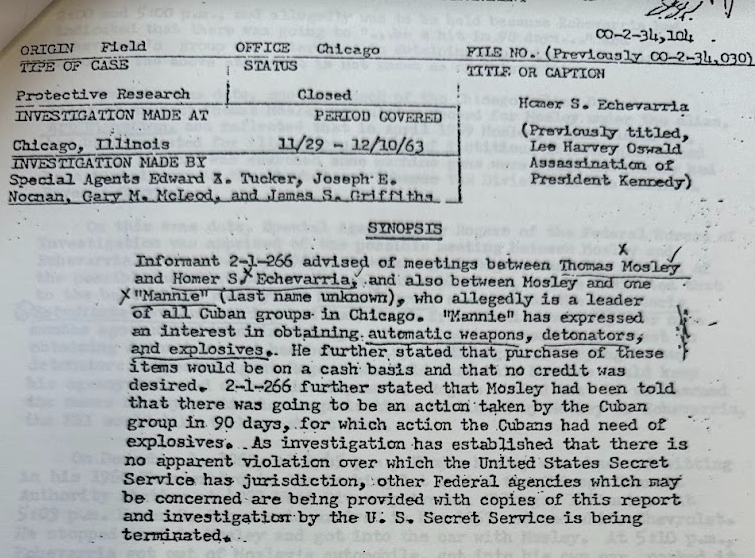 00-2-34,104
ORIGIN Field OFFICE Chicago FILE NO. (Previously CO-2-34,030)
TYPE OF CASE STATUS TITLE OR CAPTION
Protective Research Closed
Homer S. Echevarria
INVESTIGATION MADE AT PERIOD COVERED
(Previously titled,
Chicago, Illinois 11/29 - 12/10/63
Lee Harvey Oswald
INVESTIGATION MADE BY
Assassination of
Special Agents Edward Z. Tucker, Joseph E.
President Kennedy)
Noonan, Gary M. McLeod, and James S. Griffiths
SYNOPSIS
Informant 2-1-266 advised of meetings between Thomas Mosley
and Homer S. Echevarria, and also between Mosley and one
"Mannie" (last name unknown), who allegedly is a leader
of all Cuban groups in Chicago. "Mannie" has expressed
an interest in obtaining automatic weapons, detonators,
and explosives. He further stated that purchase of these
items would be on a cash basis and that no credit was
desired. 2-1-266 further stated that Mosley had been told
that there was going to be an action taken by the Cuban
group in 90 days, for which action the Cubans had need of
explosives. As investigation has established that there is
no apparent violation over which the United States Secret
Service has jurisdiction, other Federal agencies which may
be concerned are being provided with copies of this report
and investigation by the U. S. Secret Service is being
terminated.